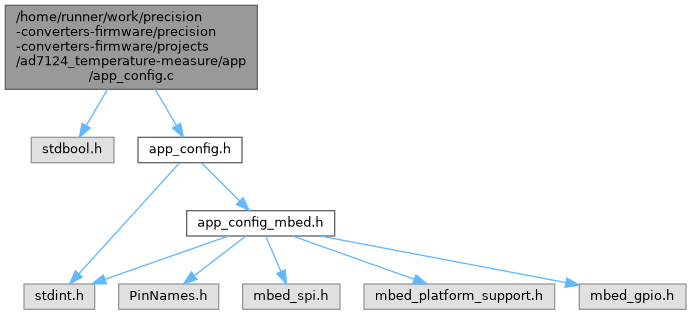 /home/runner/work/precision
-converters-firmware/precision
-converters-firmware/projects
/ad7124_temperature-measure/app
/app_config.c
stdbool.h
app_config.h
app_config_mbed.h
stdint.h
PinNames.h
mbed_spi.h
mbed_platform_support.h
mbed_gpio.h